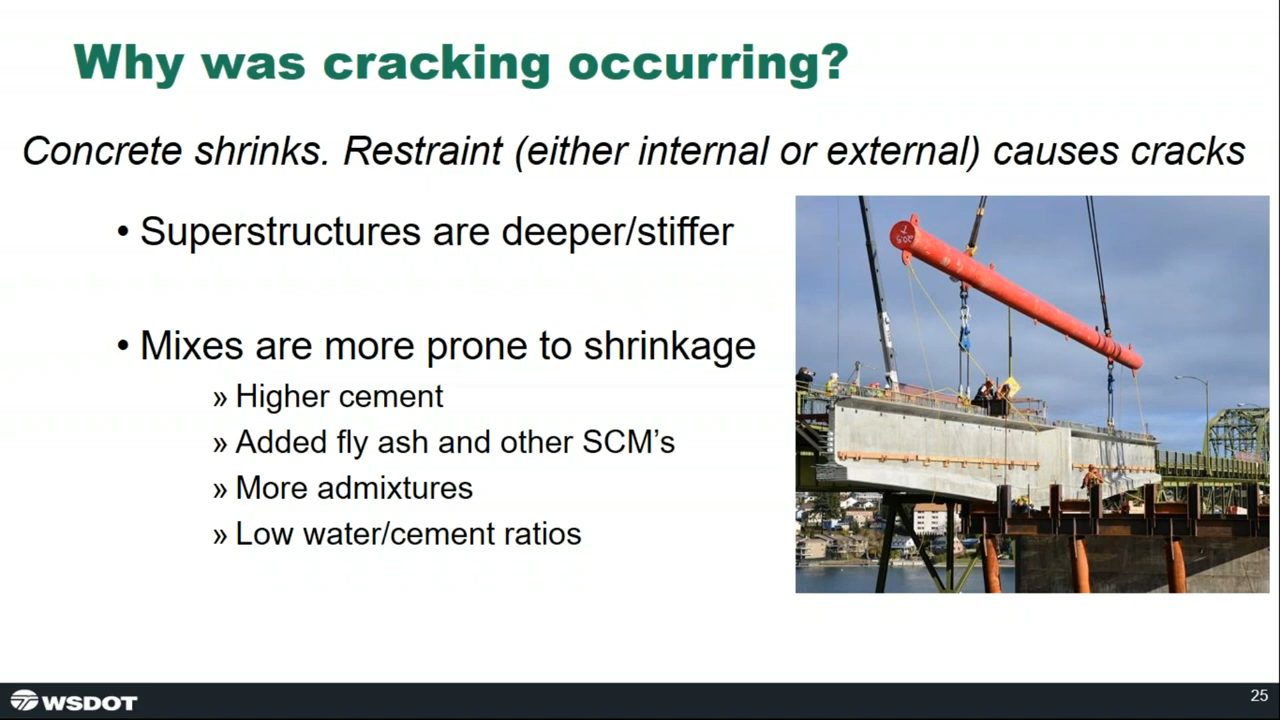 Why was cracking occurring?
Concrete shrinks. Restraint (either internal or external) causes cracks
• Superstructures are deeper/stiffer
• Mixes are more prone to shrinkage
» Higher cement
» Added fly ash and other SCM’s
» More admixtures
» Low water/cement ratios
WSDOT
25